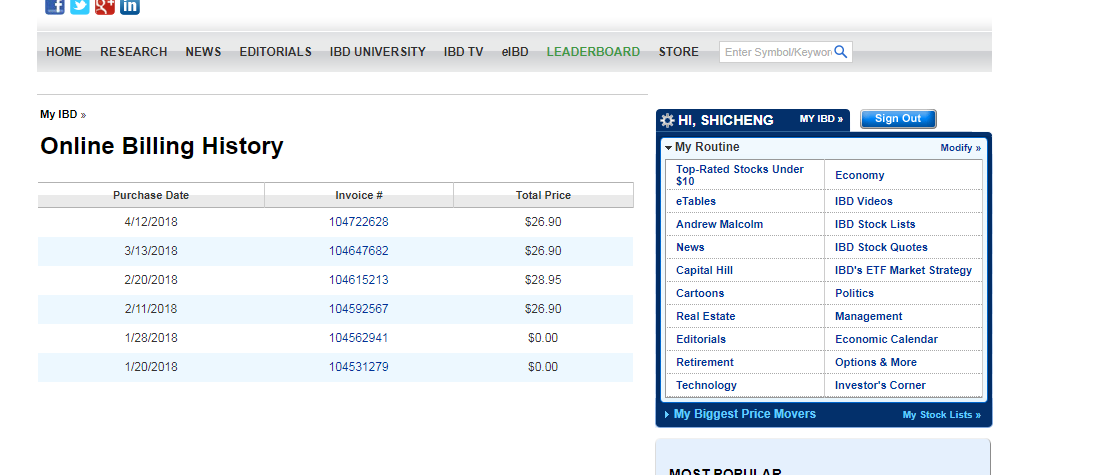 HOME RESEARCH NEWS EDITORIALS IBD UNIVERSITY IBD TV eIBD LEADERBOARD STORE Enter Symbol/Keywor
My IBD »
Online Billing History
Purchase Date Invoice # Total Price
4/12/2018 104722628 $26.90
3/13/2018 104647682 $26.90
2/20/2018 104615213 $28.95
2/11/2018 104592567 $26.90
1/28/2018 104562941 $0.00
1/20/2018 104531279 $0.00
HI, SHICHENG MY IBD » Sign Out
My Routine Modify »
Top-Rated Stocks Under
$10
Economy
eTables IBD Videos
Andrew Malcolm IBD Stock Lists
News IBD Stock Quotes
Capital Hill IBD's ETF Market Strategy
Cartoons Politics
Real Estate Management
Editorials Economic Calendar
Retirement Options & More
Technology Investor's Corner
My Biggest Price Movers My Stock Lists »
MOST POPULAR